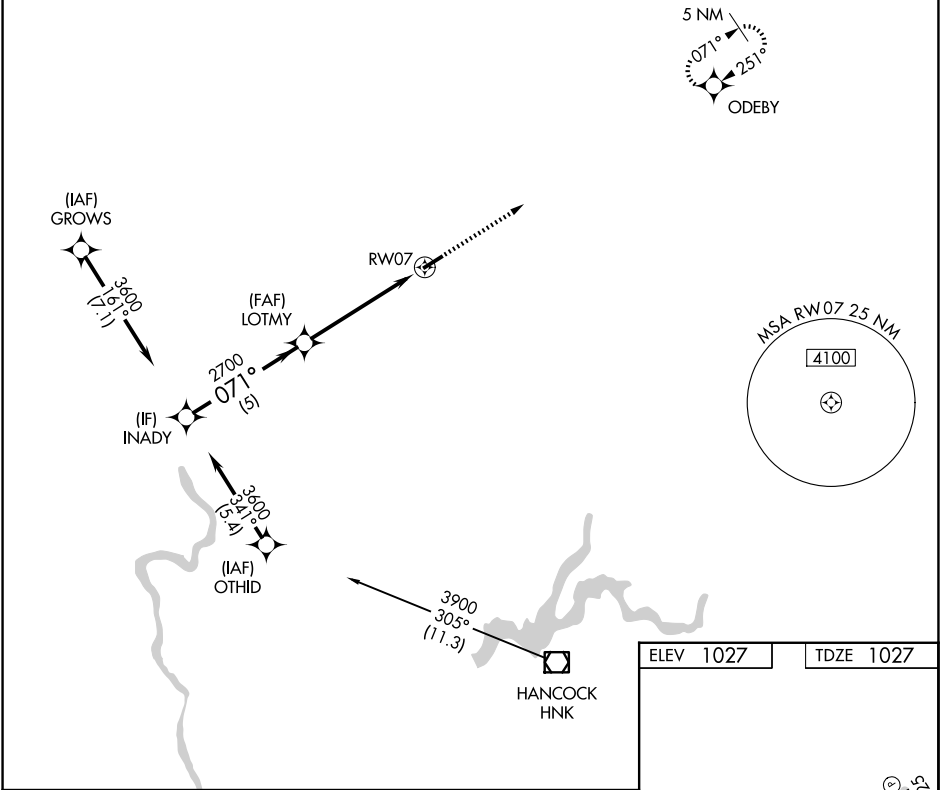 5 NM
071°
251°
ODEBY
(IAF)
GROWS
3600
161°
(7.1)
RW07
(FAF)
LOTMY
2700
071°
(5)
(IF)
INADY
MSA RW07 25 NM
4100
3600
341°
(5.4)
(IAF)
OTHID
3900
305°
(11.3)
HANCOCK
HNK
ELEV 1027
TDZE 1027
P